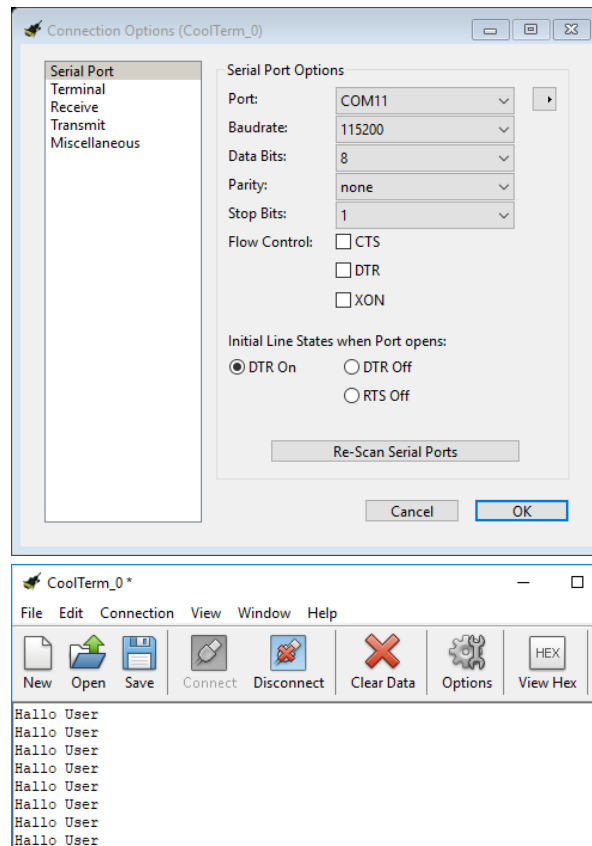 Connection Options (CoolTerm_0)
Serial Port
Terminal
Receive
Transmit
Miscellaneous
Serial Port Options
Port: COM11
Baudrate: 115200
Data Bits: 8
Parity: none
Stop Bits: 1
Flow Control: CTS
DTR
XON
Initial Line States when Port opens:
DTR On DTR Off
RTS Off
Re-Scan Serial Ports
Cancel OK
CoolTerm_0 *
File Edit Connection View Window Help
HEX
New Open Save Connect Disconnect Clear Data Options View Hex
Hallo User
Hallo User
Hallo User
Hallo User
Hallo User
Hallo User
Hallo User
Hallo User